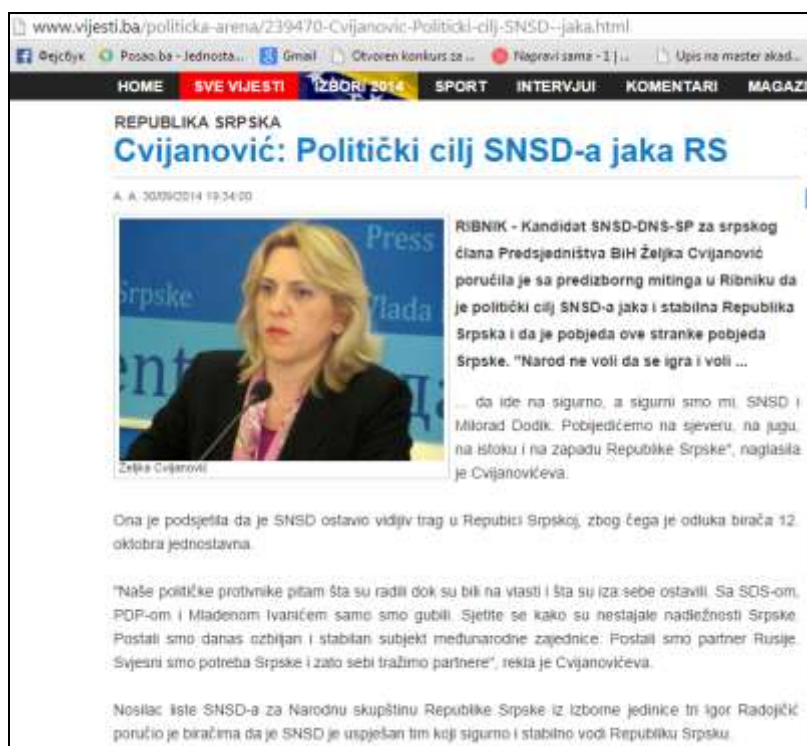 www.vijesti.ba/politicka-arena/239470-Cvijanovic-Politicki-cilj-SNSD--jaka.html
Фејсбук Posao.ba - Jednosta... Gmail Otvoren konkurs za ... Napravi sama - 1 | ... Upis na master akad...
HOME SVE VIJESTI IZBORI 2014 SPORT INTERVJUI KOMENTARI MAGAZI
REPUBLIKA SRPSKA
Cvijanović: Politički cilj SNSD-a jaka RS
A. A. 30/09/2014 19:34:00
Press
Srpske
Vlada
RIBNIK - Kandidat SNSD-DNS-SP za srpskog
člana Predsjedništva BiH Željka Cvijanović
poručila je sa predizborng mitinga u Ribniku da
je politički cilj SNSD-a jaka i stabilna Republika
Srpska i da je pobjeda ove stranke pobjeda
Srpske. "Narod ne voli da se igra i voli ...
... da ide na sigurno, a sigurni smo mi, SNSD i
Milorad Dodik. Pobijedićemo na sjeveru, na jugu,
na istoku i na zapadu Republike Srpske", naglasila
je Cvijanovićeva.
Željka Cvijanović
Ona je podsjetila da je SNSD ostavio vidljiv trag u Republici Srpskoj, zbog čega je odluka birača 12.
oktobra jednostavna.
"Naše političke protivnike pitam šta su radili dok su bili na vlasti i šta su iza sebe ostavili. Sa SDS-om,
PDP-om i Mladenom Ivanićem samo smo gubili. Sjetite se kako su nestajale nadležnosti Srpske.
Postali smo danas ozbiljan i stabilan subjekt međunarodne zajednice. Postali smo partner Rusije.
Svjesni smo potreba Srpske i zato sebi tražimo partnere", rekla je Cvijanovićeva.
Nosilac liste SNSD-a za Narodnu skupštinu Republike Srpske iz Izborne jedinice tri Igor Radojičić
poručio je biračima da je SNSD je uspješan tim koji sigurno i stabilno vodi Republiku Srpsku.